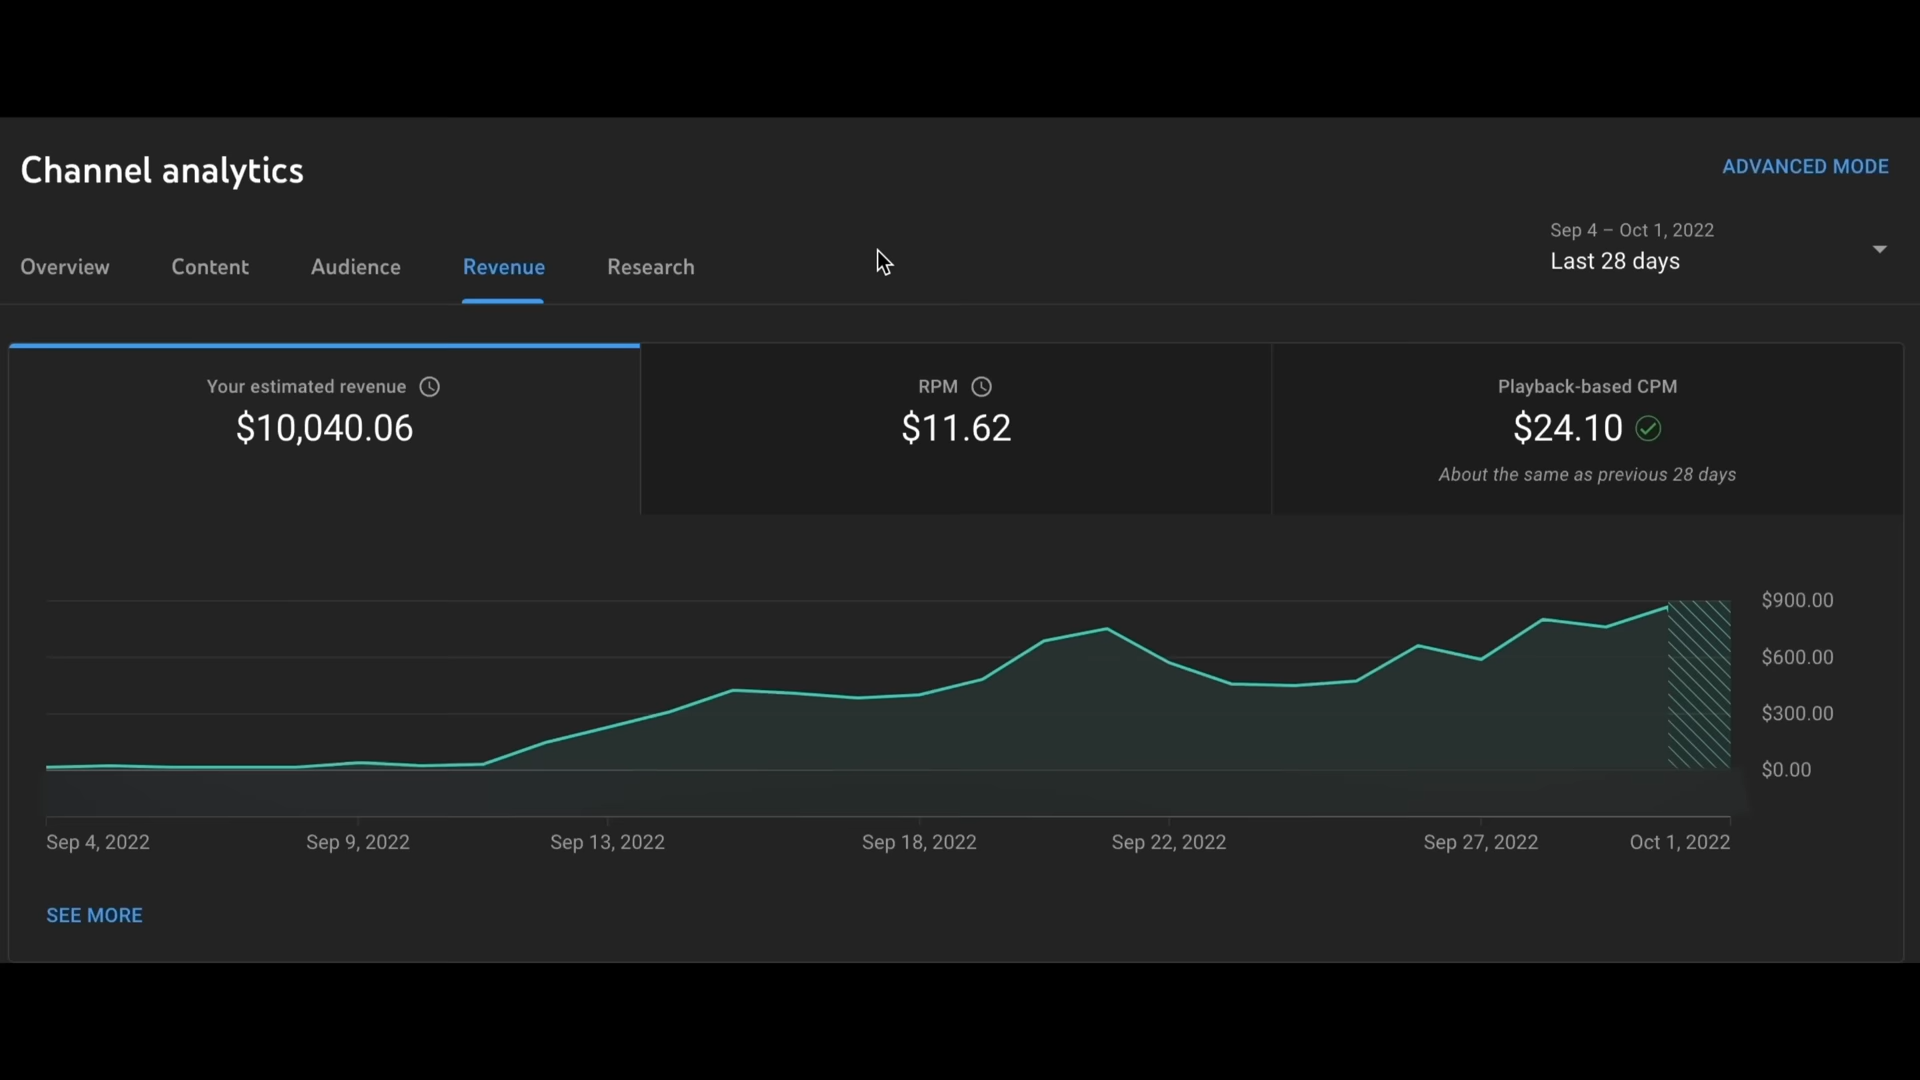 Channel analytics
ADVANCED MODE
Sep 4 – Oct 1, 2022
Last 28 days
Overview Content Audience Revenue Research
Your estimated revenue
$10,040.06
RPM
$11.62
Playback-based CPM
$24.10
About the same as previous 28 days
$900.00
$600.00
$300.00
$0.00
Sep 4, 2022 Sep 9, 2022 Sep 13, 2022 Sep 18, 2022 Sep 22, 2022 Sep 27, 2022 Oct 1, 2022
SEE MORE